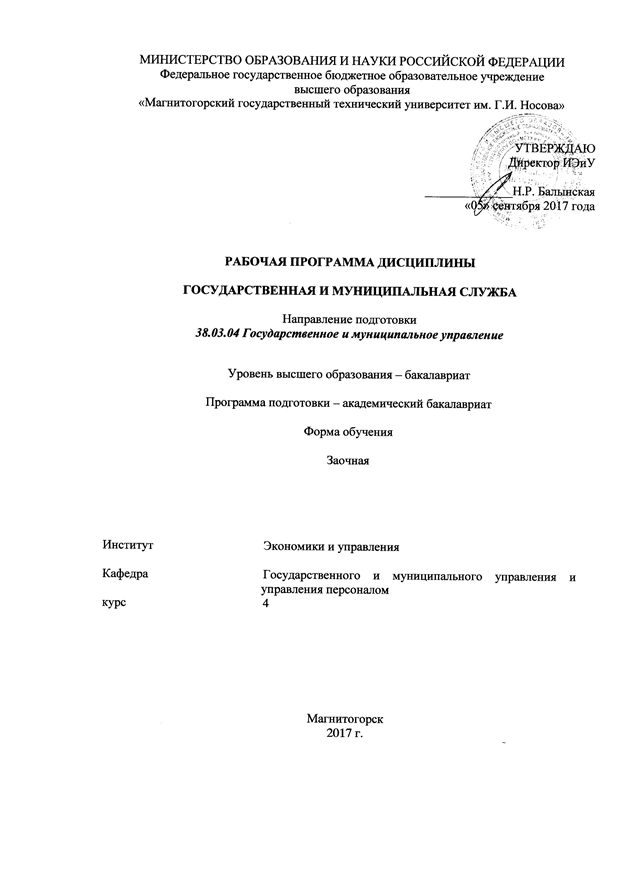 МИНИСТЕРСТВО ОБРАЗОВАНИЯ И НАУКИ РОССИЙСКОЙ ФЕДЕРАЦИИ
Федеральное государственное бюджетное образовательное учреждение
высшего образования
«Магнитогорский государственный технический университет им. Г.И. Носова»
УТВЕРЖДАЮ
Директор ИЭиУ
Н.Р. Балынская
«05» сентября 2017 года
РАБОЧАЯ ПРОГРАММА ДИСЦИПЛИНЫ
ГОСУДАРСТВЕННАЯ И МУНИЦИПАЛЬНАЯ СЛУЖБА
Направление подготовки
38.03.04 Государственное и муниципальное управление
Уровень высшего образования – бакалавриат
Программа подготовки – академический бакалавриат
Форма обучения
Заочная
Институт Экономики и управления
Кафедра Государственного и муниципального управления и
управления персоналом
курс 4
Магнитогорск
2017 г.